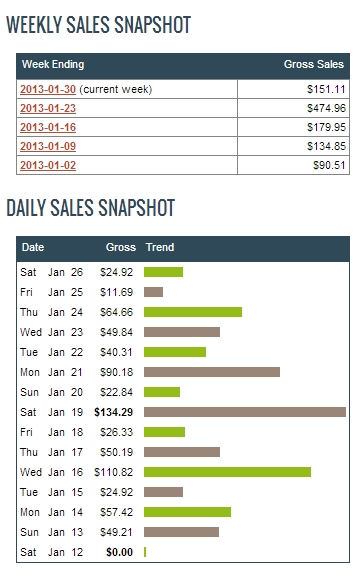 WEEKLY SALES SNAPSHOT
Week Ending Gross Sales
2013-01-30 (current week) $151.11
2013-01-23 $474.96
2013-01-16 $179.95
2013-01-09 $134.85
2013-01-02 $90.51
DAILY SALES SNAPSHOT
Date Gross Trend
Sat Jan 26 $24.92
Fri Jan 25 $11.69
Thu Jan 24 $64.66
Wed Jan 23 $49.84
Tue Jan 22 $40.31
Mon Jan 21 $90.18
Sun Jan 20 $22.84
Sat Jan 19 $134.29
Fri Jan 18 $26.33
Thu Jan 17 $50.19
Wed Jan 16 $110.82
Tue Jan 15 $24.92
Mon Jan 14 $57.42
Sun Jan 13 $49.21
Sat Jan 12 $0.00